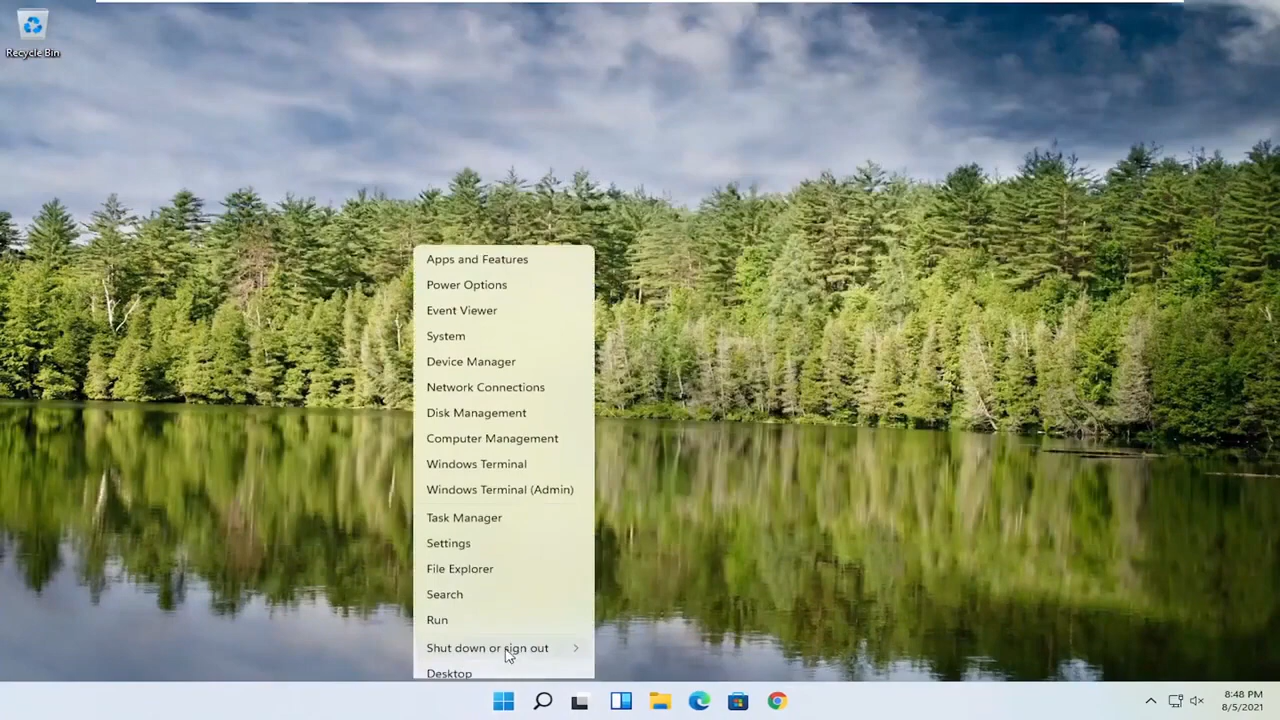 Recycle Bin
Apps and Features
Power Options
Event Viewer
System
Device Manager
Network Connections
Disk Management
Computer Management
Windows Terminal
Windows Terminal (Admin)
Task Manager
Settings
File Explorer
Search
Run
Shut down or sign out
Desktop
8:48 PM
8/5/2021